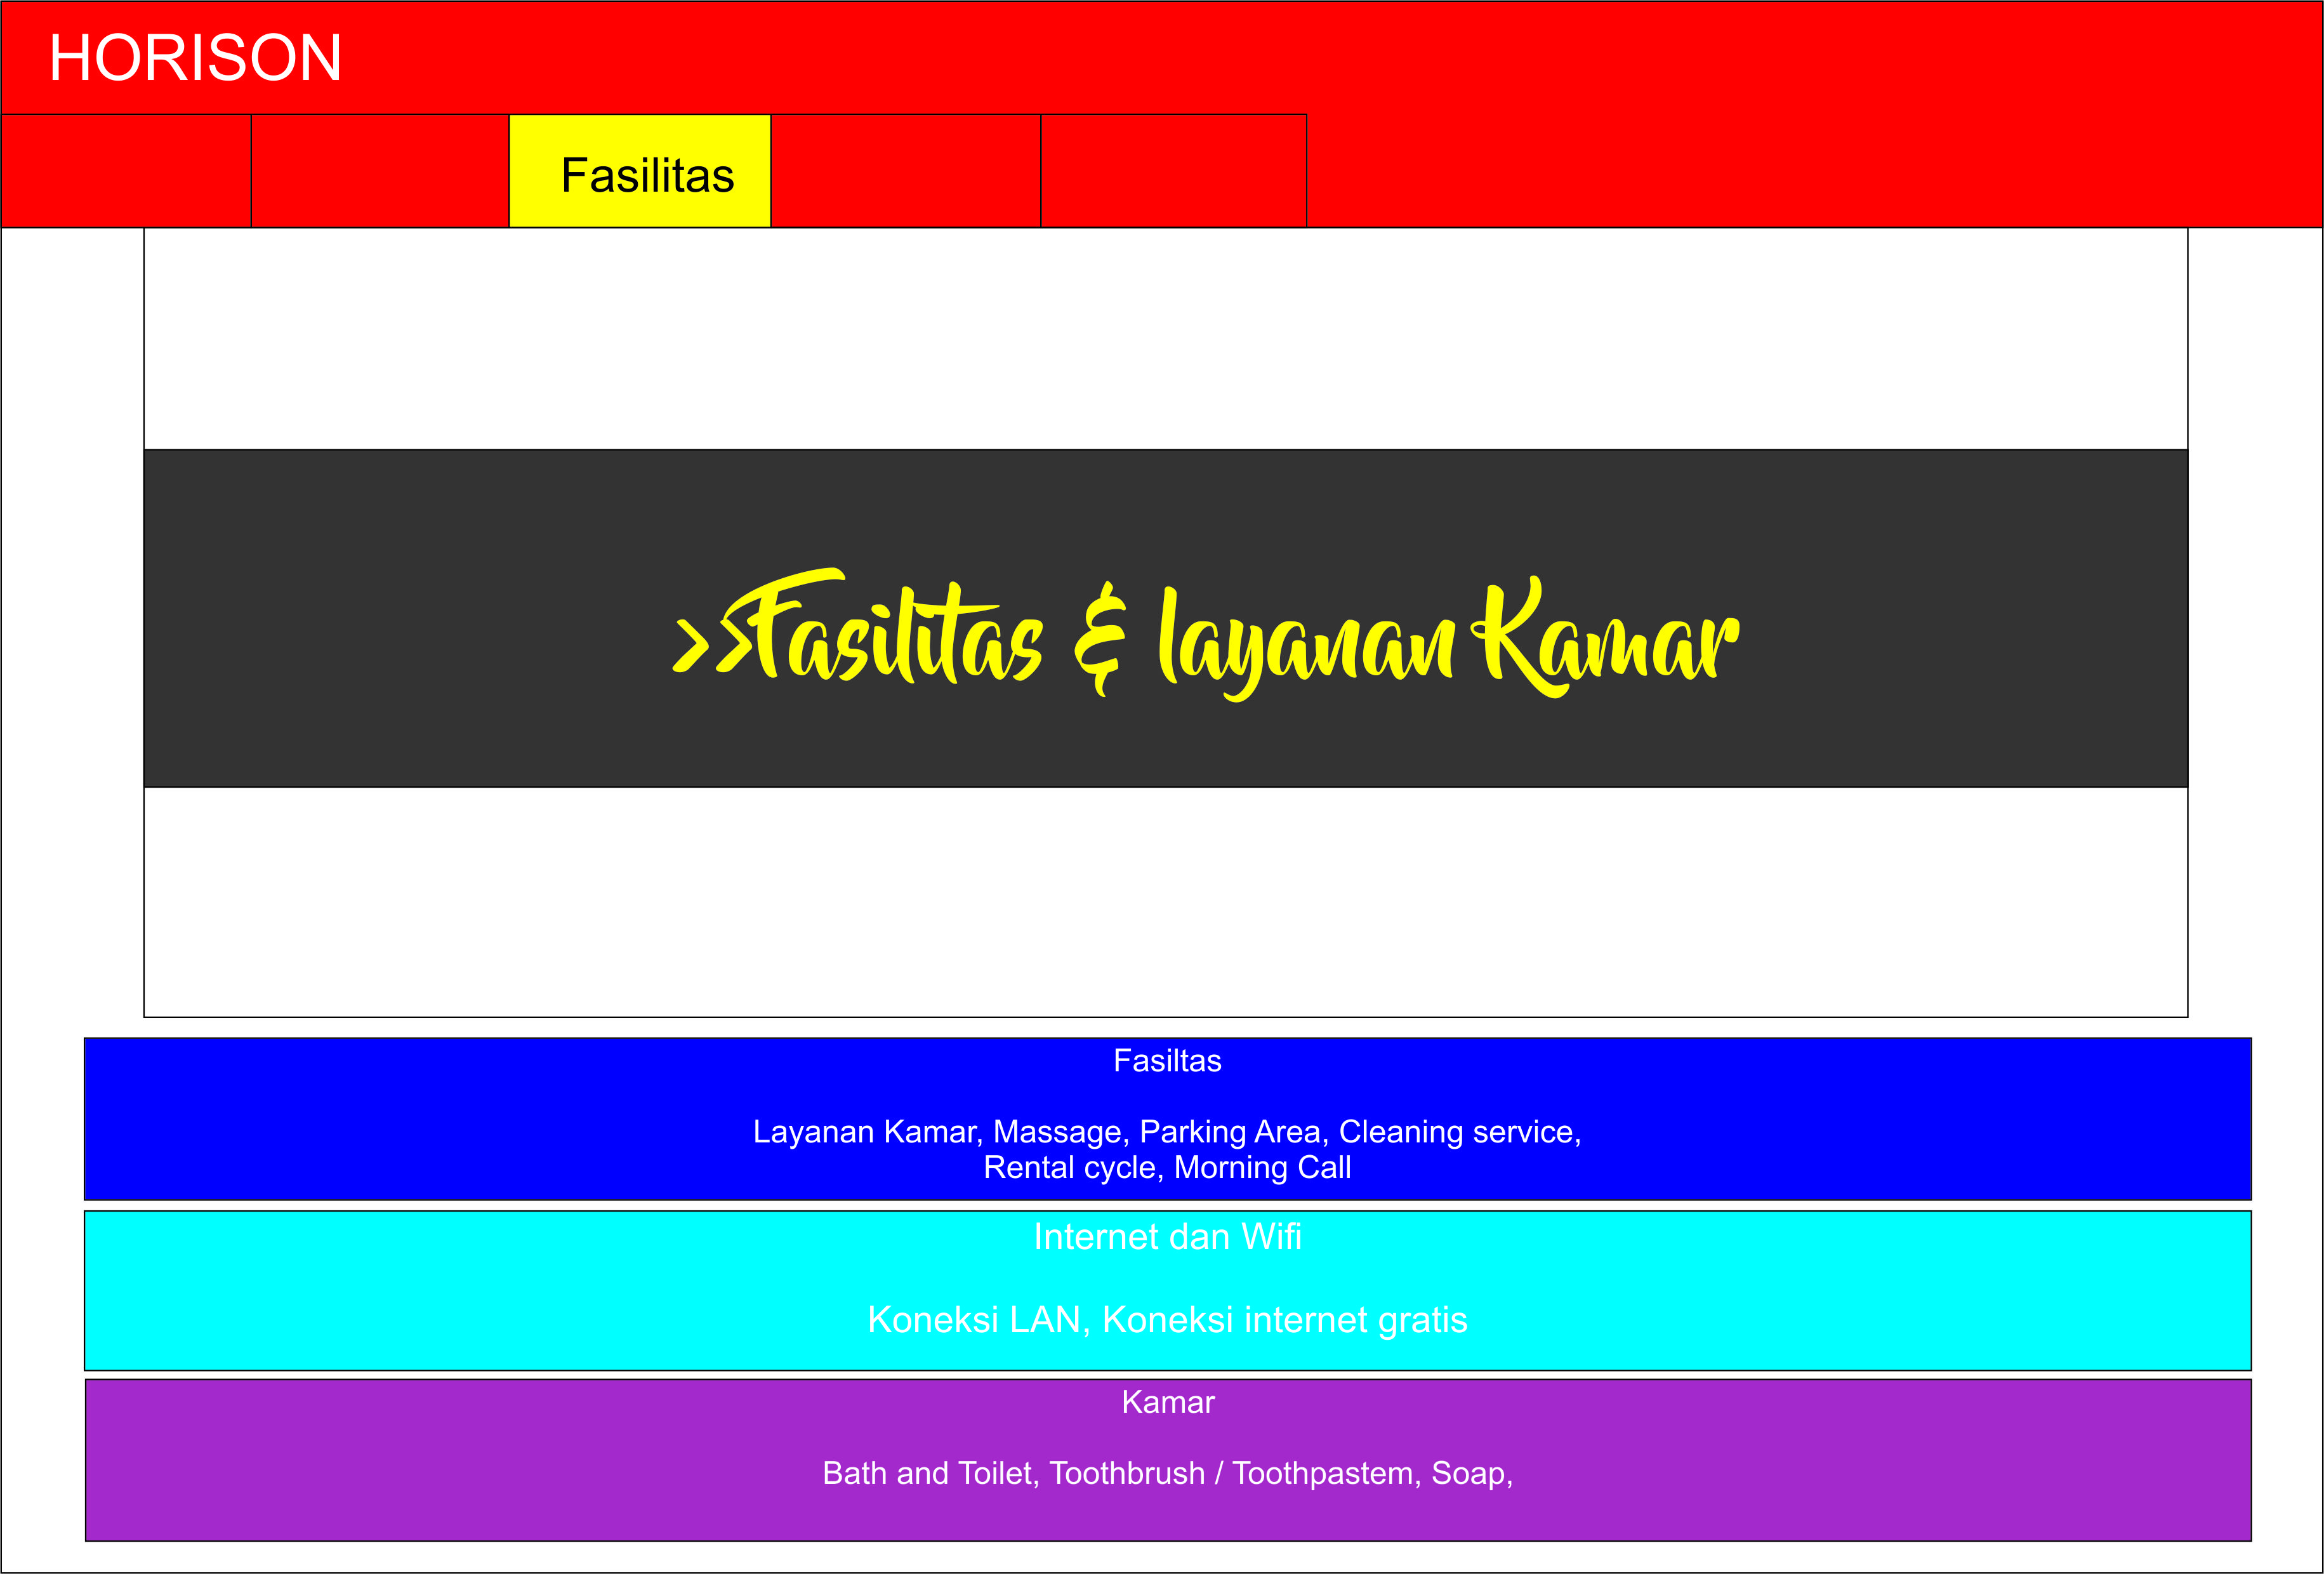 HORISON
Fasilitas
>>Fasilitas & layanan Kamar
Fasiltas
Layanan Kamar, Massage, Parking Area, Cleaning service,
Rental cycle, Morning Call
Internet dan Wifi
Koneksi LAN, Koneksi internet gratis
Kamar
Bath and Toilet, Toothbrush / Toothpastem, Soap,